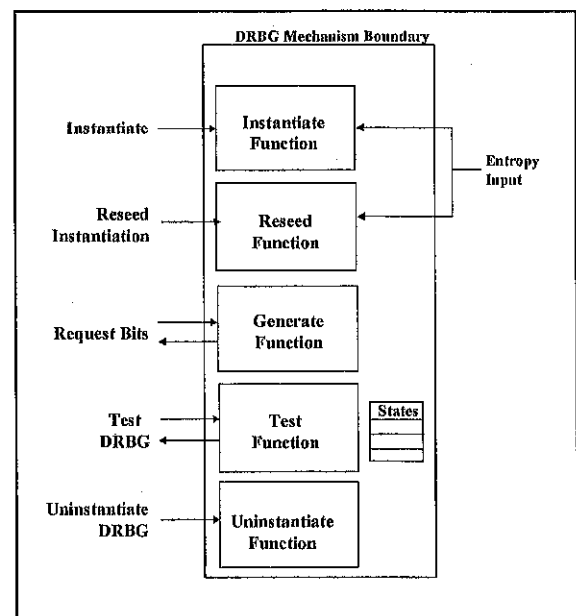 DRBG Mechanism Boundary
Instantiate
Instantiate
Function
Entropy
Input
Reseed
Instantiation
Reseed
Function
Request Bits
Generate
Function
Test
DRBG
Test
Function
States
Uninstantiate
DRBG
Uninstantiate
Function